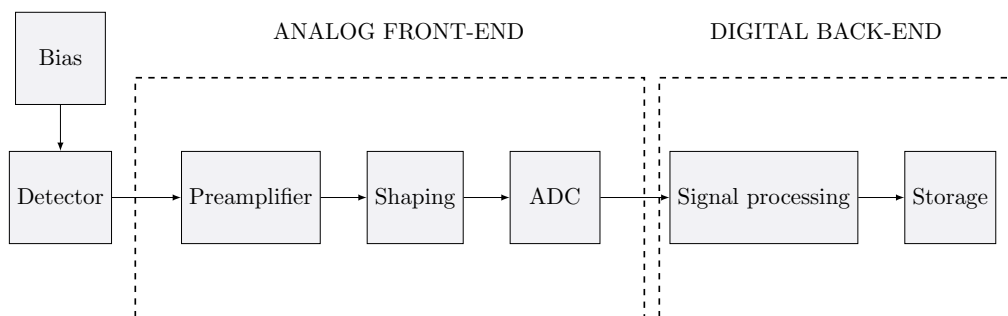 ANALOG FRONT-END
DIGITAL BACK-END
Bias
Detector
Preamplifier
Shaping
ADC
Signal processing
Storage